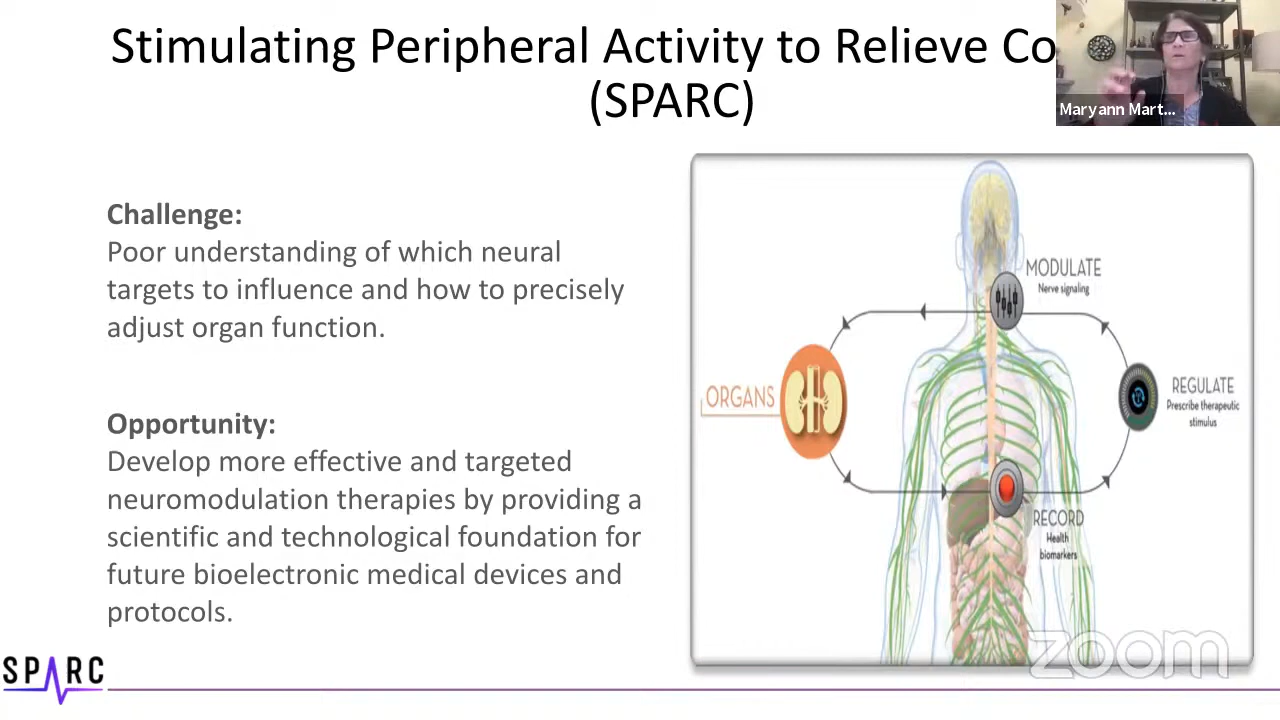 Stimulating Peripheral Activity to Relieve Co
(SPARC)
Maryann Mart...
Challenge:
Poor understanding of which neural
targets to influence and how to precisely
adjust organ function.
Opportunity:
Develop more effective and targeted
neuromodulation therapies by providing a
scientific and technological foundation for
future bioelectronic medical devices and
protocols.
MODULATE
Nerve signaling
ORGANS
REGULATE
Prescribe therapeutic
stimulus
RECORD
Health
biomarkers
zoom
SPARC